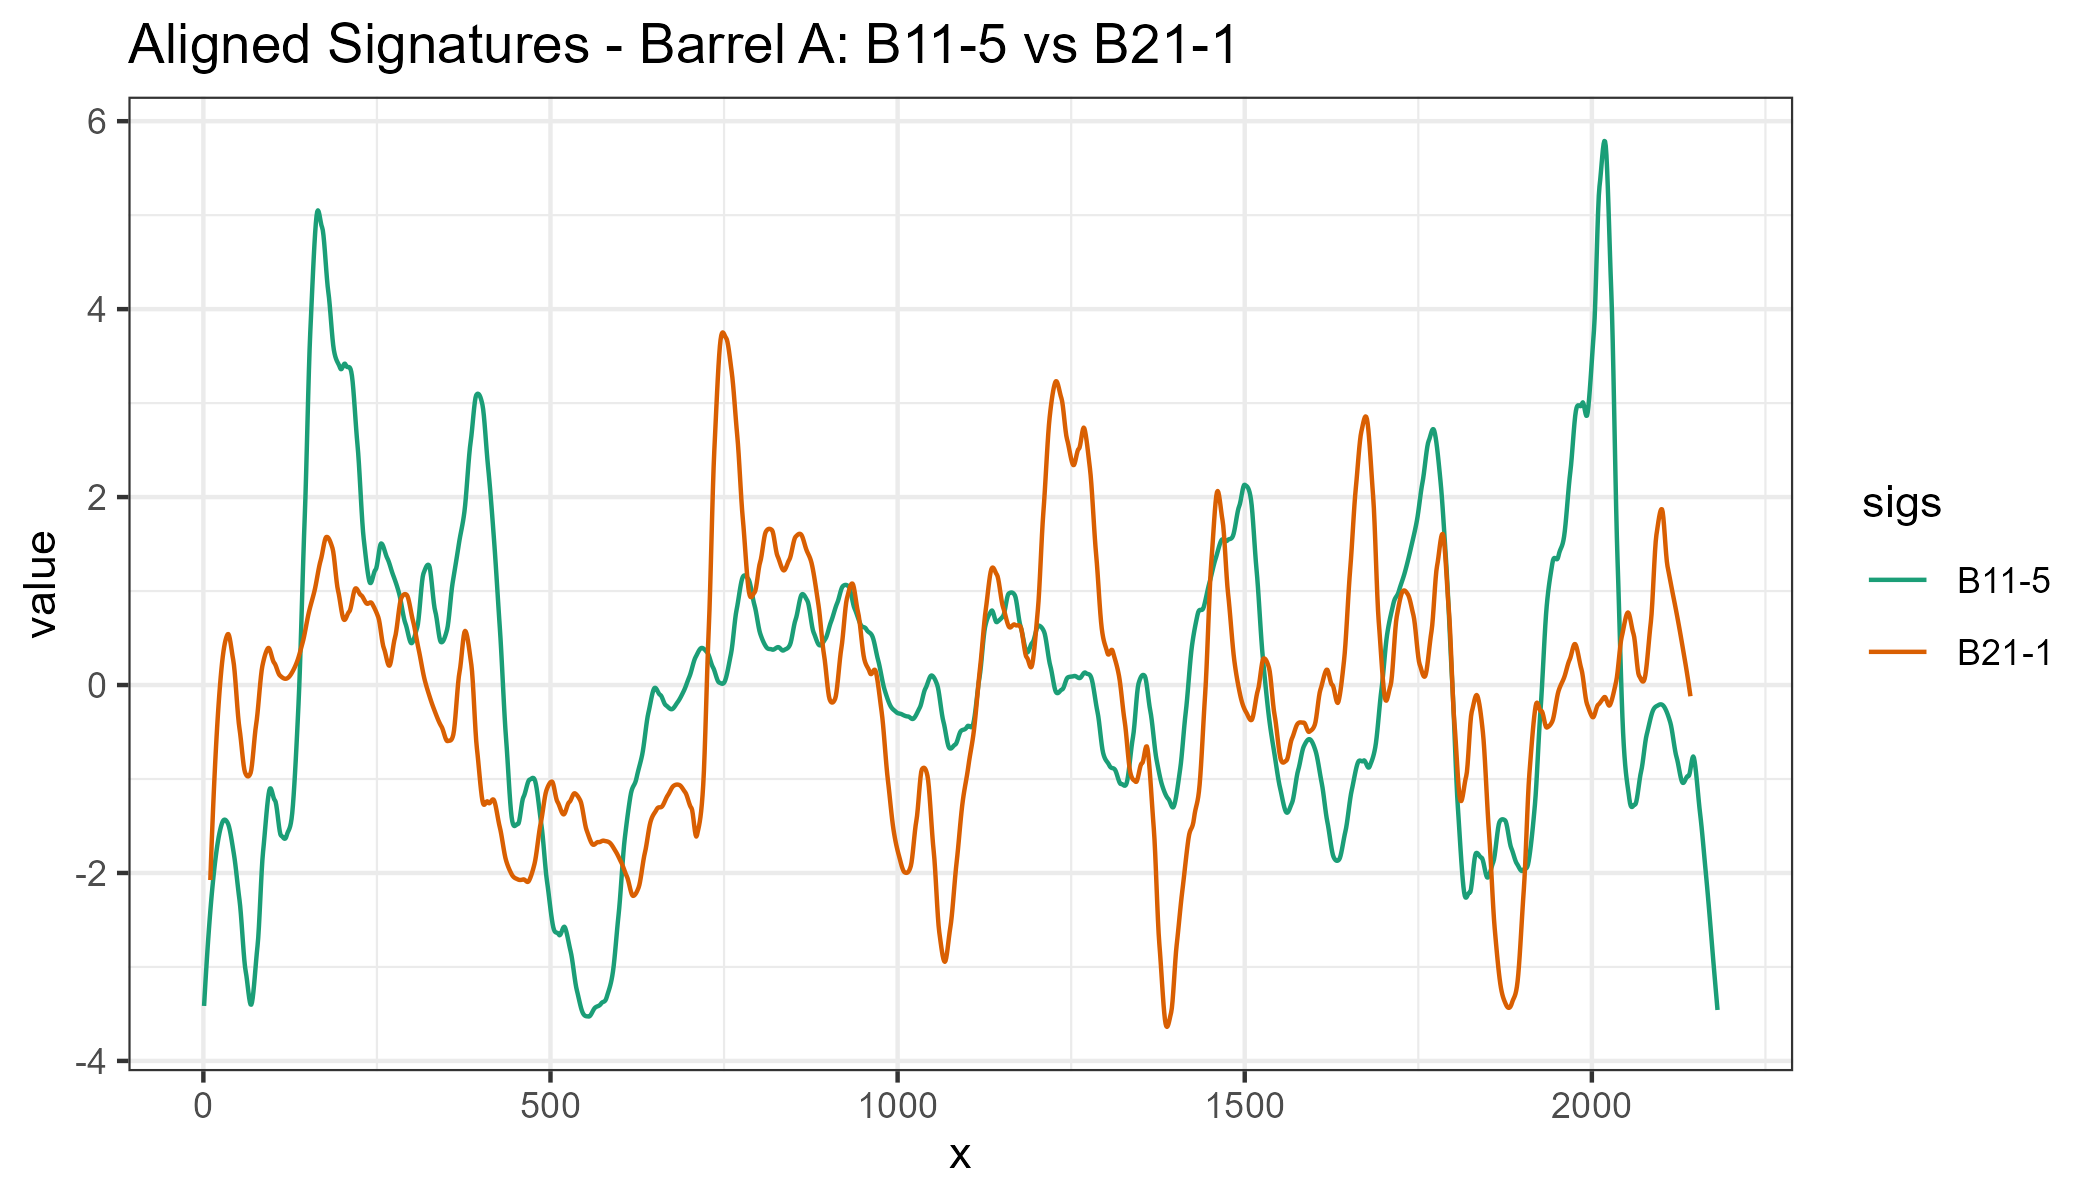 Aligned Signatures - Barrel A: B11-5 vs B21-1
6
4
2
0
-2
-4
value
0 500 1000 1500 2000
x
sigs
B11-5
B21-1